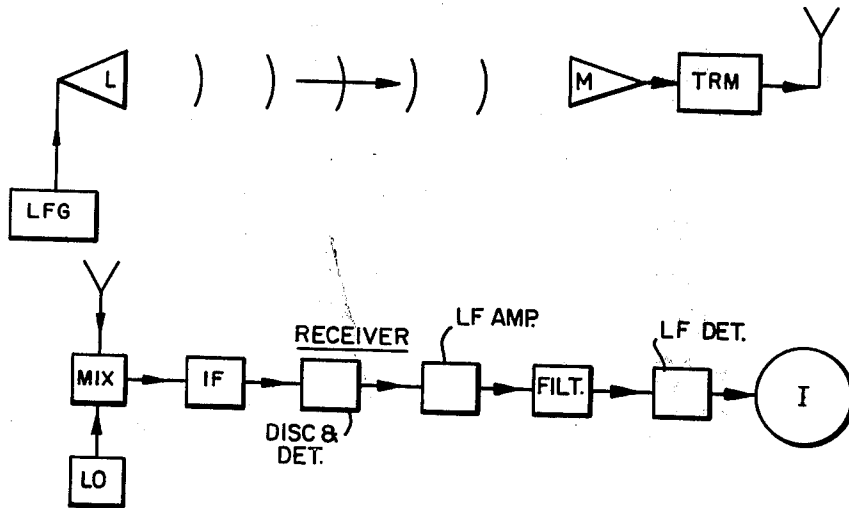 L
M
TRM
LFG
RECEIVER
LF AMP.
LF DET.
MIX
IF
FILT.
I
DISC &
DET.
LO